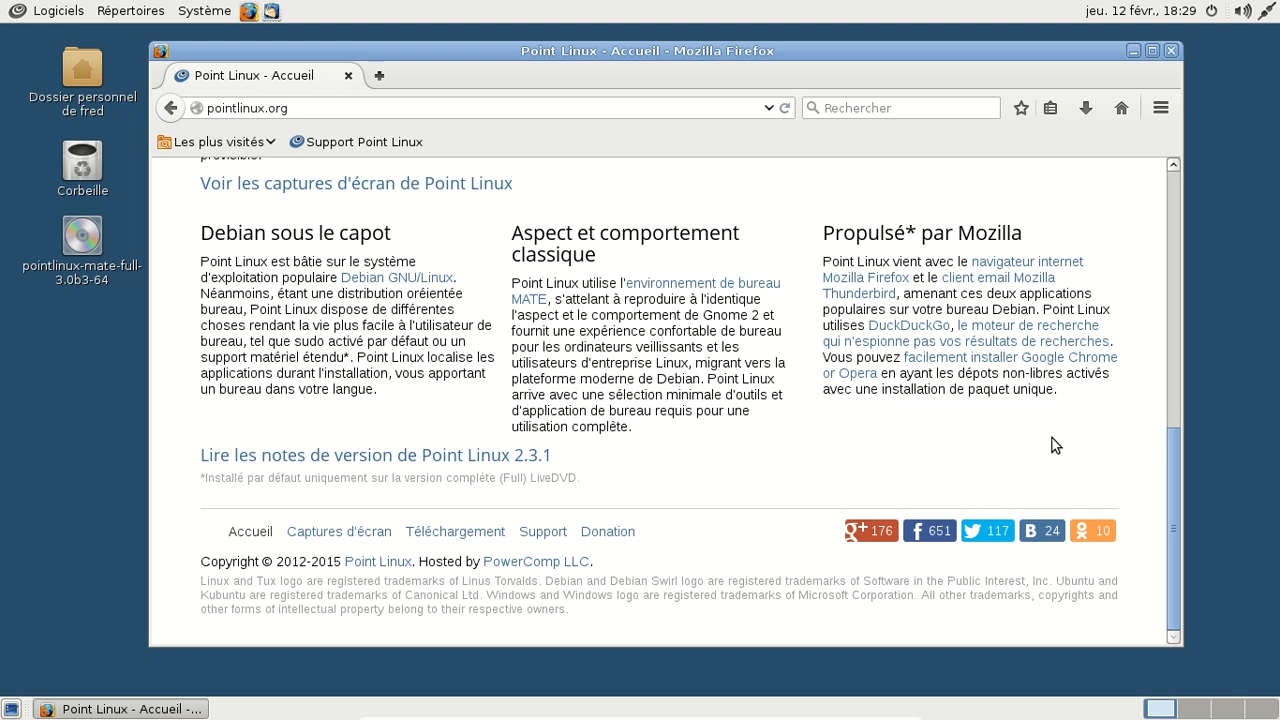 Logiciels Répertoires Système
jeu. 12 févr., 18:29
Dossier personnel
de fred
Corbeille
pointlinux-mate-full-
3.0b3-64
Point Linux - Accueil - Mozilla Firefox
Point Linux - Accueil
pointlinux.org
Rechercher
Les plus visités
Support Point Linux
Voir les captures d'écran de Point Linux
Debian sous le capot
Point Linux est bâtie sur le système
d'exploitation populaire Debian GNU/Linux.
Néanmoins, étant une distribution oréientée
bureau, Point Linux dispose de différentes
choses rendant la vie plus facile à l'utilisateur de
bureau, tel que sudo activé par défaut ou un
support matériel étendu*. Point Linux localise les
applications durant l'installation, vous apportant
un bureau dans votre langue.
Aspect et comportement
classique
Point Linux utilise l'environnement de bureau
MATE, s'attelant à reproduire à l'identique
l'aspect et le comportement de Gnome 2 et
fournit une expérience confortable de bureau
pour les ordinateurs veillissants et les
utilisateurs d'entreprise Linux, migrant vers la
plateforme moderne de Debian. Point Linux
arrive avec une sélection minimale d'outils et
d'application de bureau requis pour une
utilisation complète.
Propulsé* par Mozilla
Point Linux vient avec le navigateur internet
Mozilla Firefox et le client email Mozilla
Thunderbird, amenant ces deux applications
populaires sur votre bureau Debian. Point Linux
utilises DuckDuckGo, le moteur de recherche
qui n'espionne pas vos résultats de recherches.
Vous pouvez facilement installer Google Chrome
or Opera en ayant les dépots non-libres activés
avec une installation de paquet unique.
Lire les notes de version de Point Linux 2.3.1
*Installé par défaut uniquement sur la version complète (Full) LiveDVD.
Accueil Captures d'écran Téléchargement Support Donation
176 651 117 24 10
Copyright © 2012-2015 Point Linux. Hosted by PowerComp LLC.
Linux and Tux logo are registered trademarks of Linus Torvalds. Debian and Debian Swirl logo are registered trademarks of Software in the Public Interest, Inc. Ubuntu and
Kubuntu are registered trademarks of Canonical Ltd. Windows and Windows logo are registered trademarks of Microsoft Corporation. All other trademarks, copyrights and
other forms of intellectual property belong to their respective owners.
Point Linux - Accueil -...